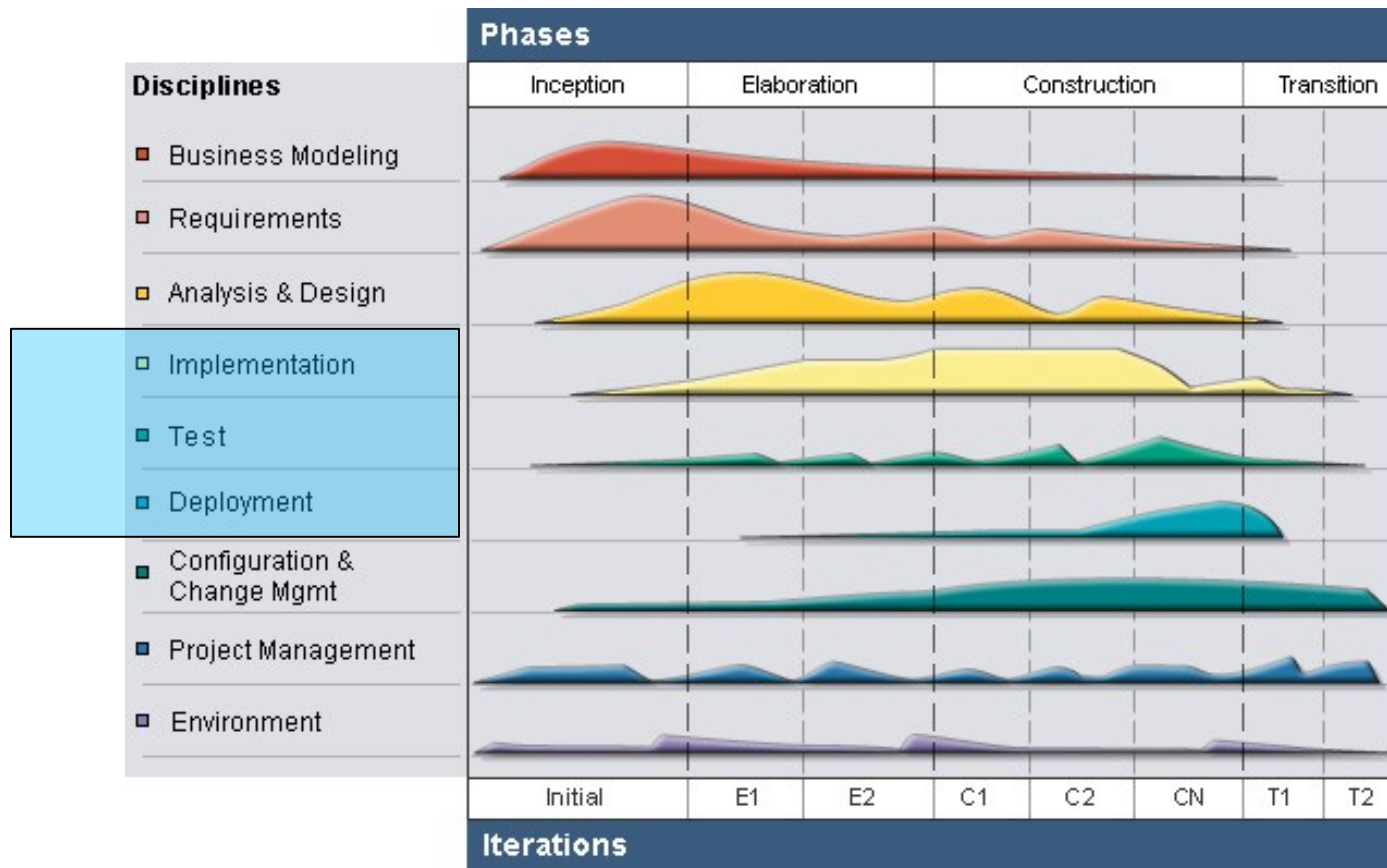 Phases
Disciplines
Inception
Elaboration
Construction
Transition
Business Modeling
Requirements
Analysis & Design
Implementation
Test
Deployment
Configuration &
Change Mgmt
Project Management
Environment
Initial
E1
E2
C1
C2
CN
T1
T2
Iterations